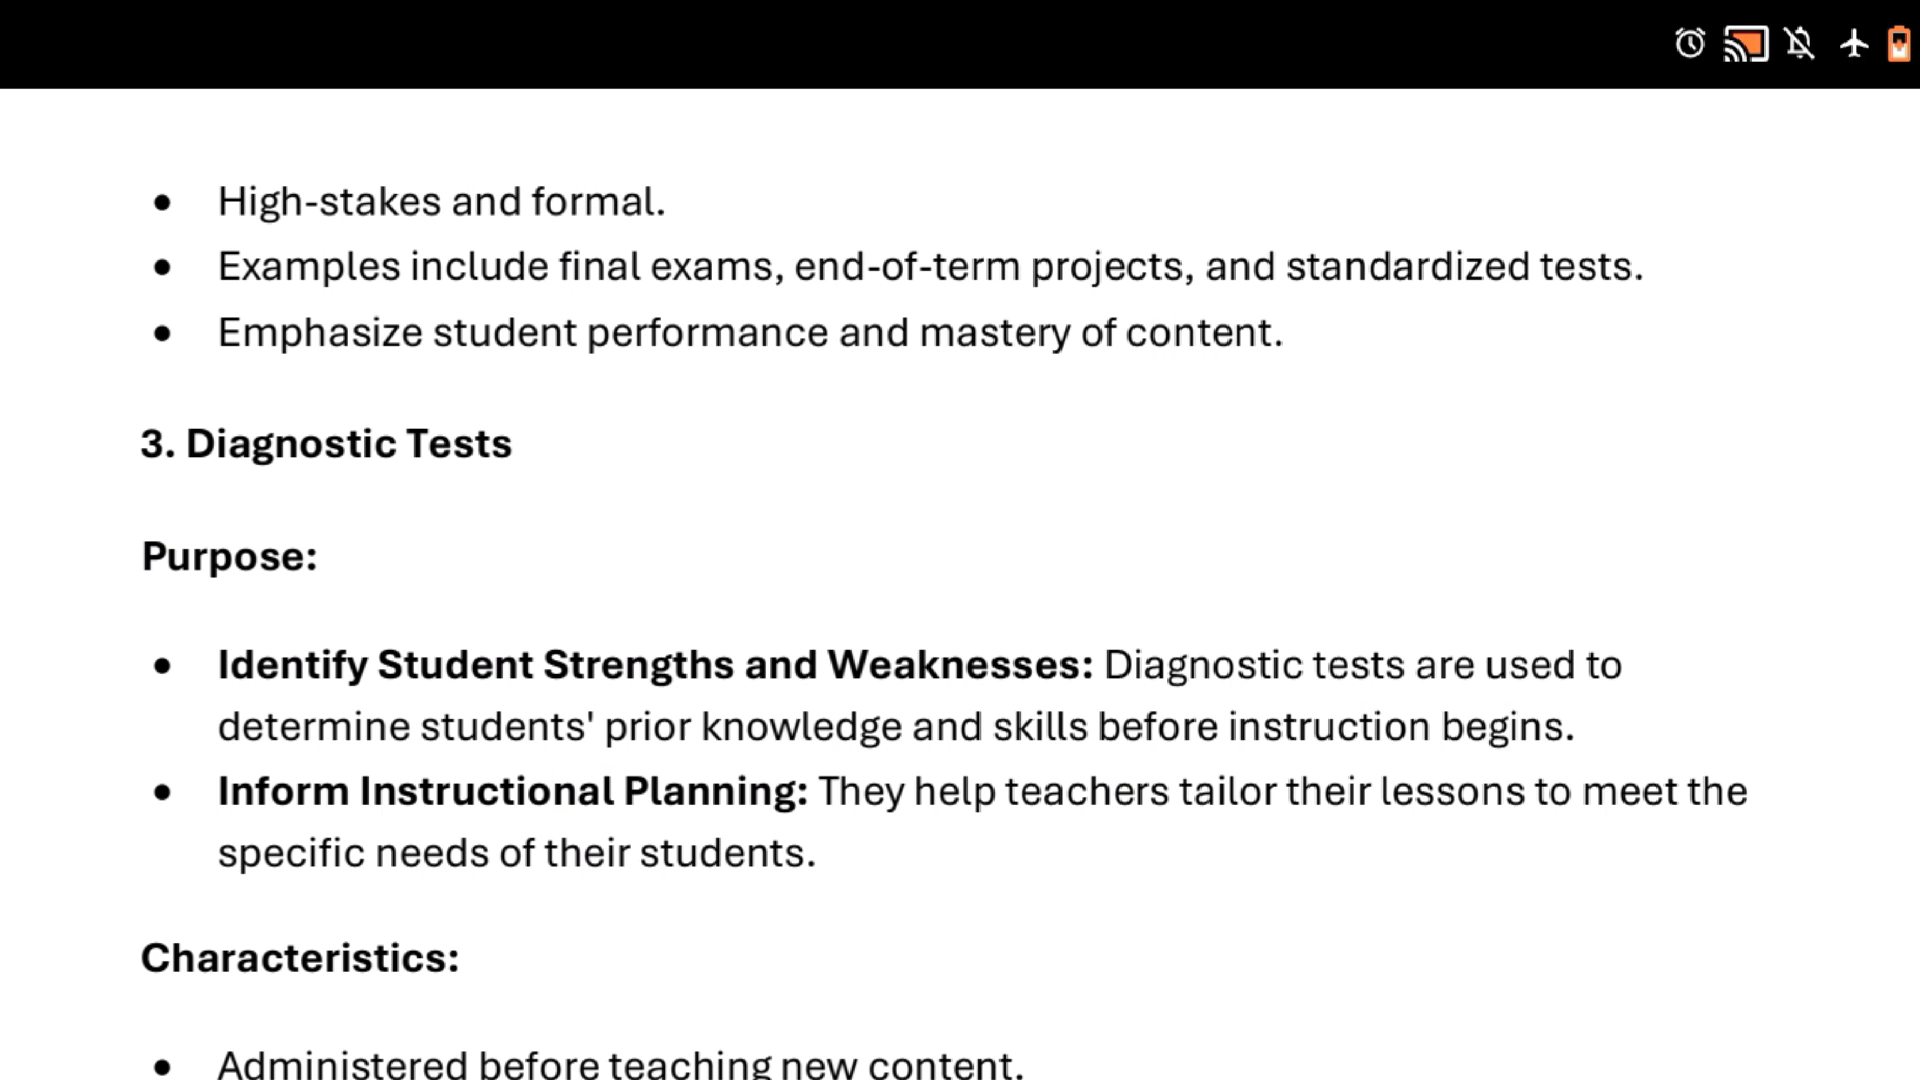 High-stakes and formal.
Examples include final exams, end-of-term projects, and standardized tests.
Emphasize student performance and mastery of content.
3. Diagnostic Tests
Purpose:
Identify Student Strengths and Weaknesses: Diagnostic tests are used to
determine students' prior knowledge and skills before instruction begins.
Inform Instructional Planning: They help teachers tailor their lessons to meet the
specific needs of their students.
Characteristics:
Administered before teaching new content.